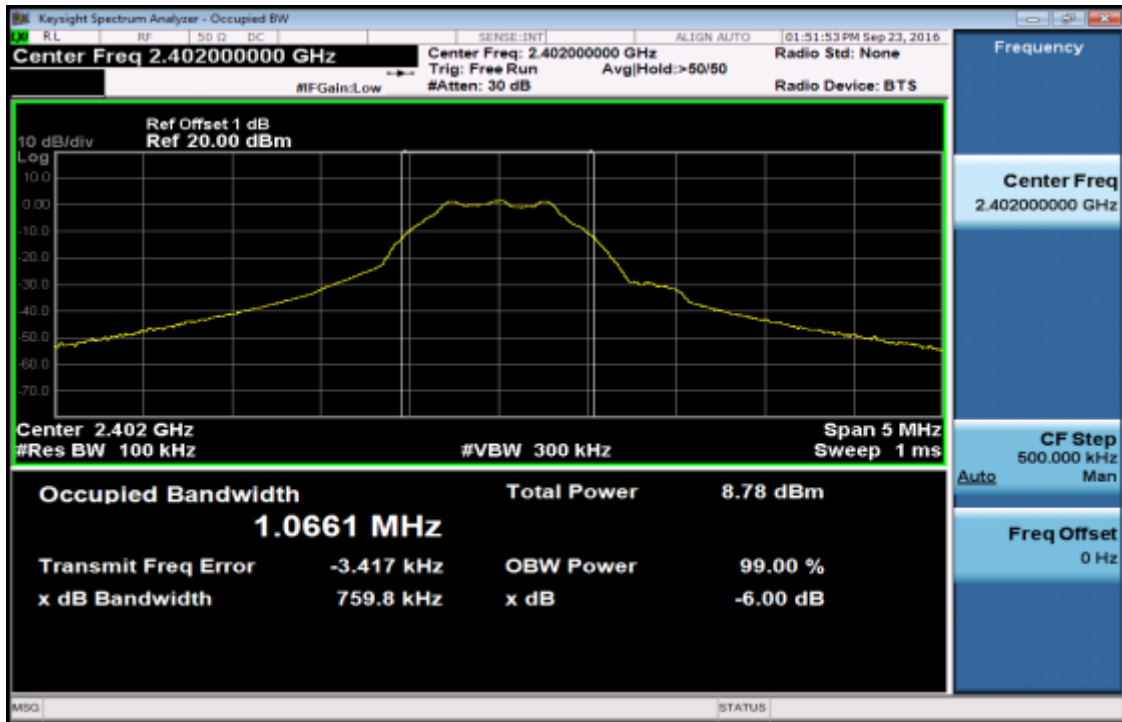 Keysight Spectrum Analyzer - Occupied BW
RL RF 50 Ω DC SENSE:INT ALIGN AUTO 01:51:53 PM Sep 23, 2016
Center Freq 2.402000000 GHz
Center Freq: 2.402000000 GHz Radio Std: None
Trig: Free Run Avg|Hold:>50/50
#IFGain:Low #Atten: 30 dB Radio Device: BTS
Frequency
Ref Offset 1 dB
10 dB/div Ref 20.00 dBm
Log
10.0
0.00
-10.0
-20.0
-30.0
-40.0
-50.0
-60.0
-70.0
Center 2.402 GHz Span 5 MHz
#Res BW 100 kHz #VBW 300 kHz Sweep 1 ms
Center Freq
2.402000000 GHz
CF Step
500.000 kHz
Auto Man
Freq Offset
0 Hz
Occupied Bandwidth Total Power 8.78 dBm
1.0661 MHz
Transmit Freq Error -3.417 kHz OBW Power 99.00 %
x dB Bandwidth 759.8 kHz x dB -6.00 dB
MSG STATUS